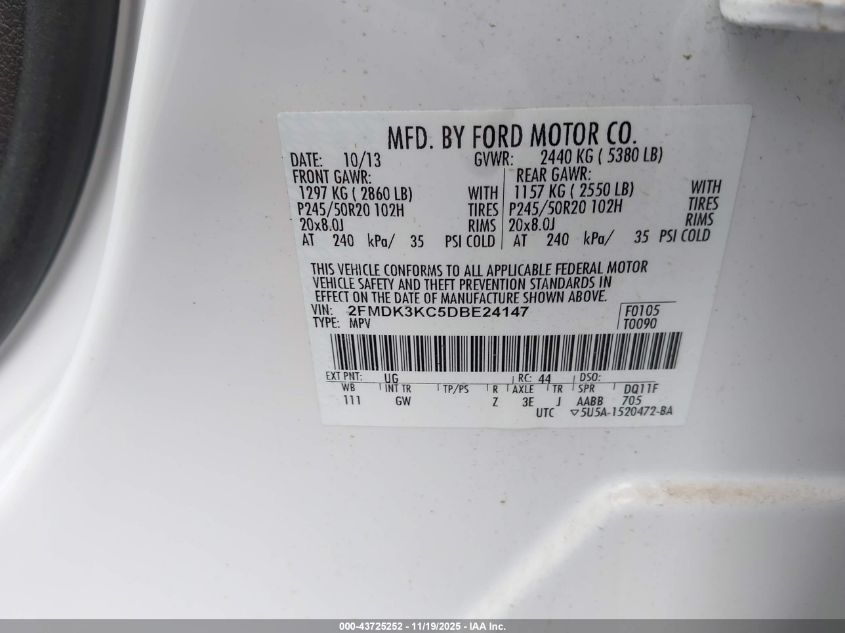 MFD. BY FORD MOTOR CO.
DATE: 10/13 GVWR: 2440 KG ( 5380 LB)
FRONT GAWR: REAR GAWR:
1297 KG ( 2860 LB) WITH 1157 KG ( 2550 LB) WITH
P245/50R20 102H TIRES P245/50R20 102H TIRES
20x8.0J RIMS 20x8.0J RIMS
AT 240 kPa/ 35 PSI COLD AT 240 kPa/ 35 PSI COLD
THIS VEHICLE CONFORMS TO ALL APPLICABLE FEDERAL MOTOR
VEHICLE SAFETY AND THEFT PREVENTION STANDARDS IN
EFFECT ON THE DATE OF MANUFACTURE SHOWN ABOVE.
VIN: 2FMDK3KC5DBE24147 F0105
TYPE: MPV T0090
EXT PNT: UG RC: 44 DSO:
WB INT TR TP/PS R AXLE TR SPR DQ11F
111 GW Z 3E J AABB 705
UTC ▽5U5A-1520472-BA
000-43725252 - 11/19/2025 - IAA Inc.